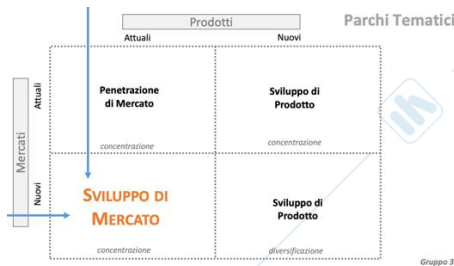 Prodotti
Parchi Tematici
Attuali
Nuovi
Mercati
Attuali
Penetrazione
di Mercato
concentrazione
Sviluppo di
Prodotto
concentrazione
Nuovi
SVILUPPO DI
MERCATO
concentrazione
Sviluppo di
Prodotto
diversificazione
Gruppo 3